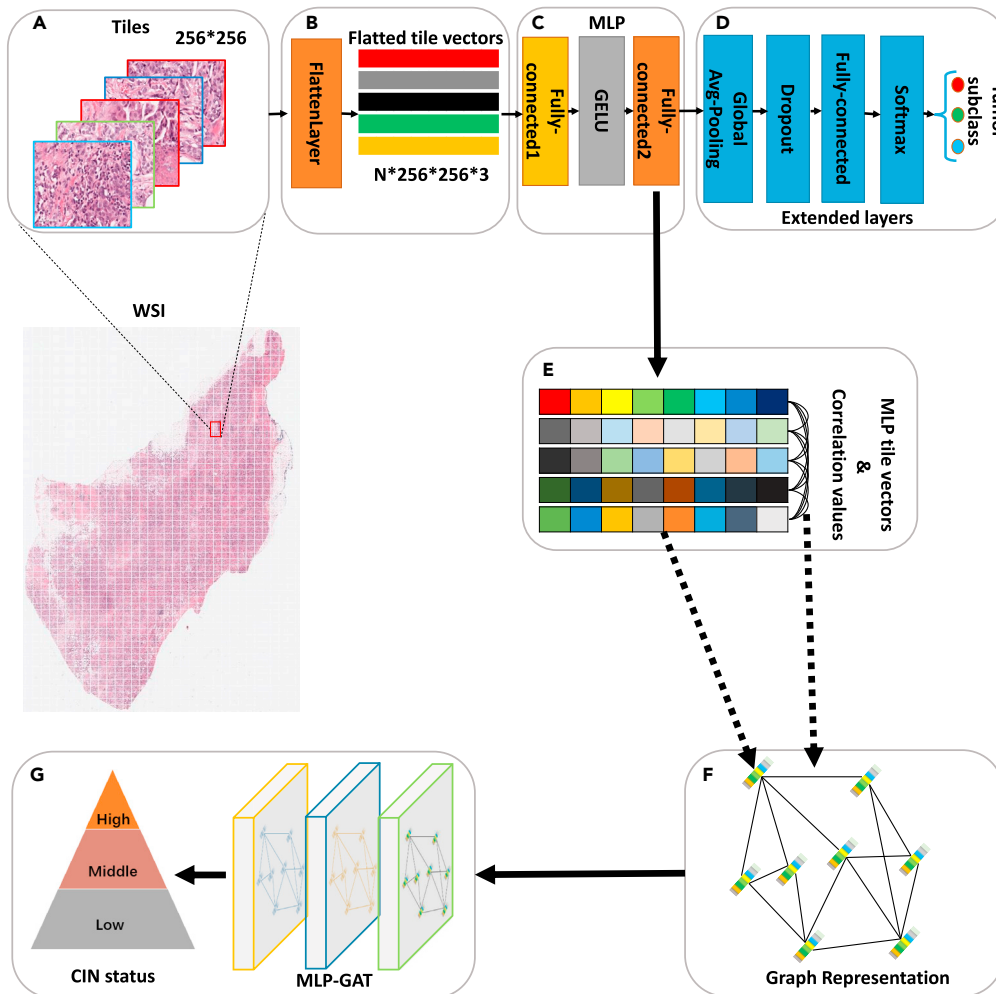 A
Tiles
256*256
B
Flatted tile vectors
FlattenLayer
N*256*256*3
C
MLP
Fully-
connected1
GELU
Fully-
connected2
D
Global
Avg-Pooling
Dropout
Fully-connected
Softmax
subclass
Extended layers
WSI
E
MLP tile vectors
&
Correlation values
F
Graph Representation
G
High
Middle
Low
CIN status
MLP-GAT